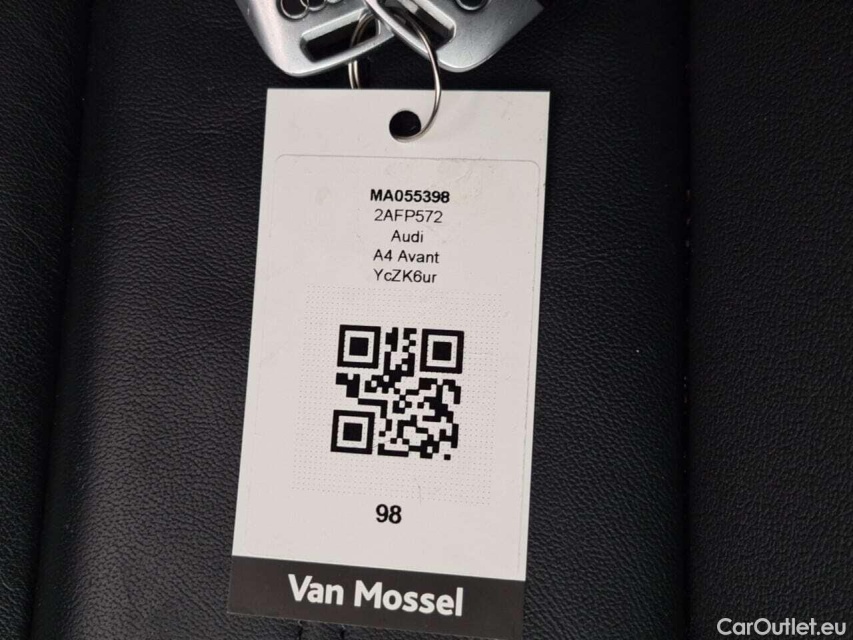 MA055398
2AFP572
Audi
A4 Avant
YcZK6ur
98
Van Mossel
CarOutlet.eu